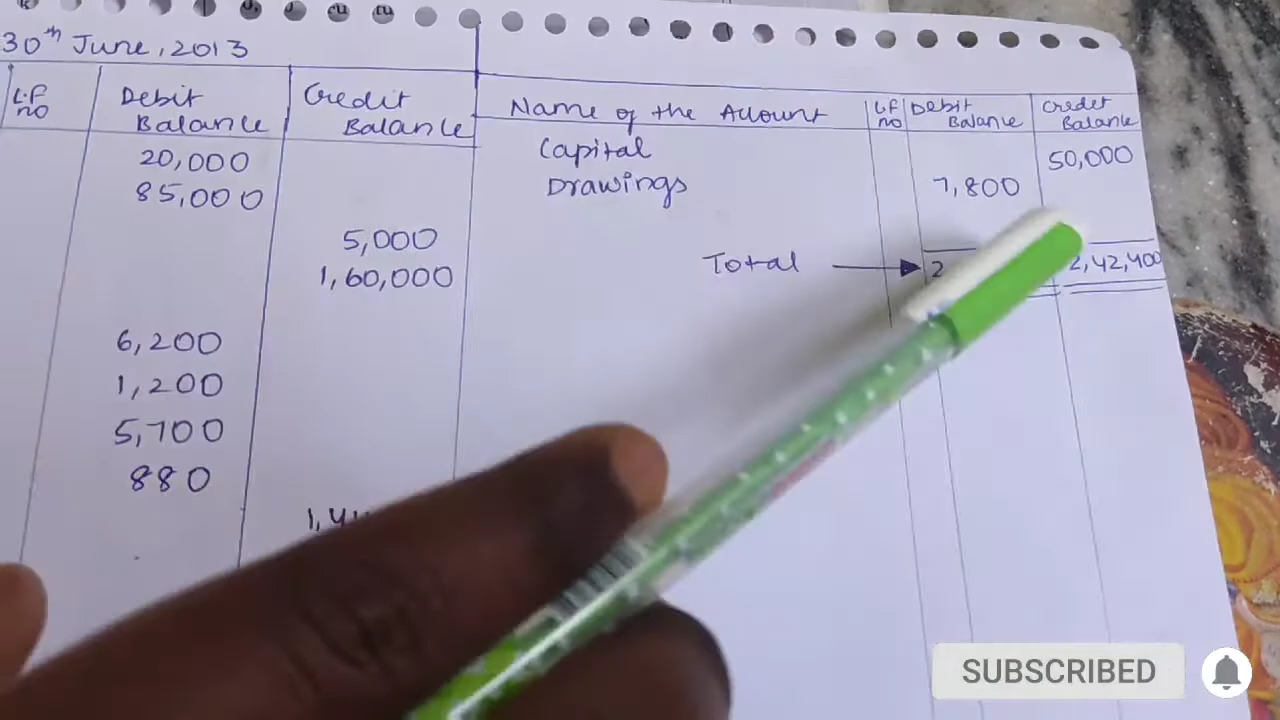 30th June, 2013
L.F no
Debit Balance
Credit Balance
Name of the Account
L.F no
Debit Balance
Credit Balance
20,000
Capital
50,000
85,000
Drawings
7,800
5,000
Total
2
2,42,400
1,60,000
6,200
1,200
5,700
880
SUBSCRIBED